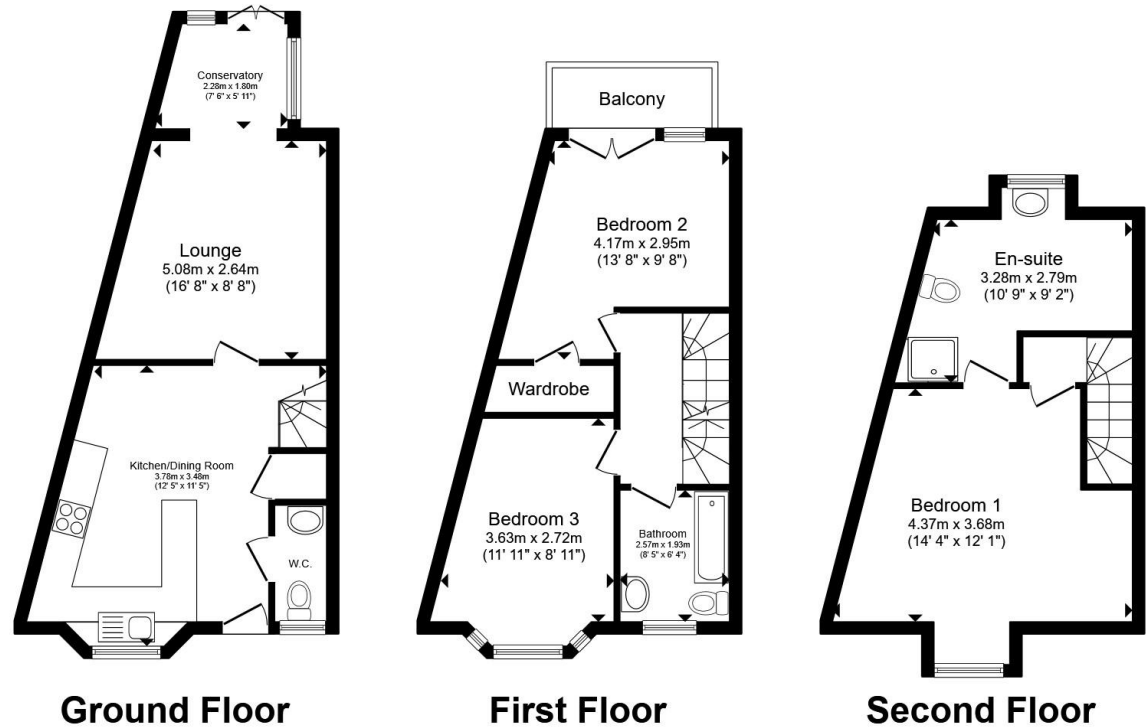 Conservatory
2.28m x 1.80m
(7' 6" x 5' 11")
Lounge
5.08m x 2.64m
(16' 8" x 8' 8")
Kitchen/Dining Room
3.78m x 3.48m
(12' 5" x 11' 5")
W.C.
Ground Floor
Balcony
Bedroom 2
4.17m x 2.95m
(13' 8" x 9' 8")
Wardrobe
Bedroom 3
3.63m x 2.72m
(11' 11" x 8' 11")
Bathroom
2.57m x 1.93m
(8' 5" x 6' 4")
First Floor
En-suite
3.28m x 2.79m
(10' 9" x 9' 2")
Bedroom 1
4.37m x 3.68m
(14' 4" x 12' 1")
Second Floor